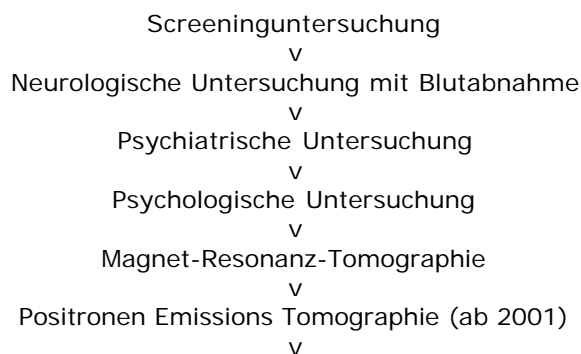 Screeninguntersuchung
v
Neurologische Untersuchung mit Blutabnahme
v
Psychiatrische Untersuchung
v
Psychologische Untersuchung
v
Magnet-Resonanz-Tomographie
v
Positronen Emissions Tomographie (ab 2001)
v